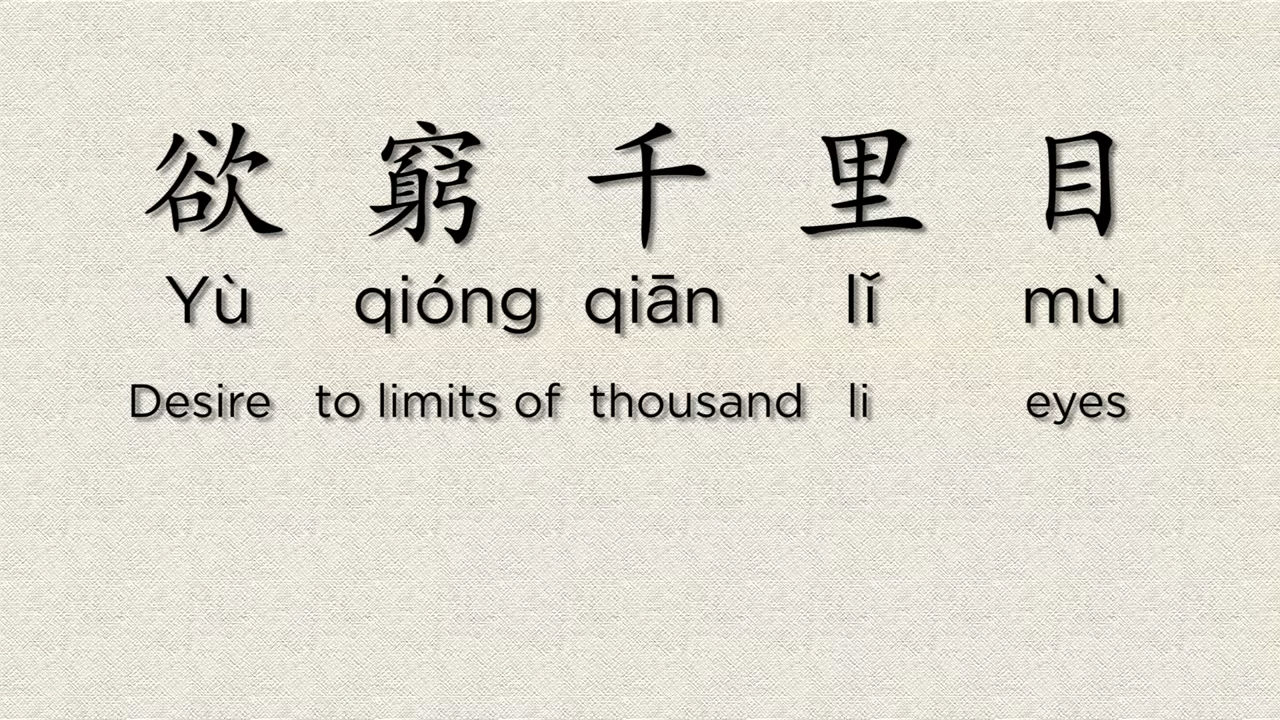 欲 窮 千 里 目
Yù qióng qiān lǐ mù
Desire to limits of thousand li eyes